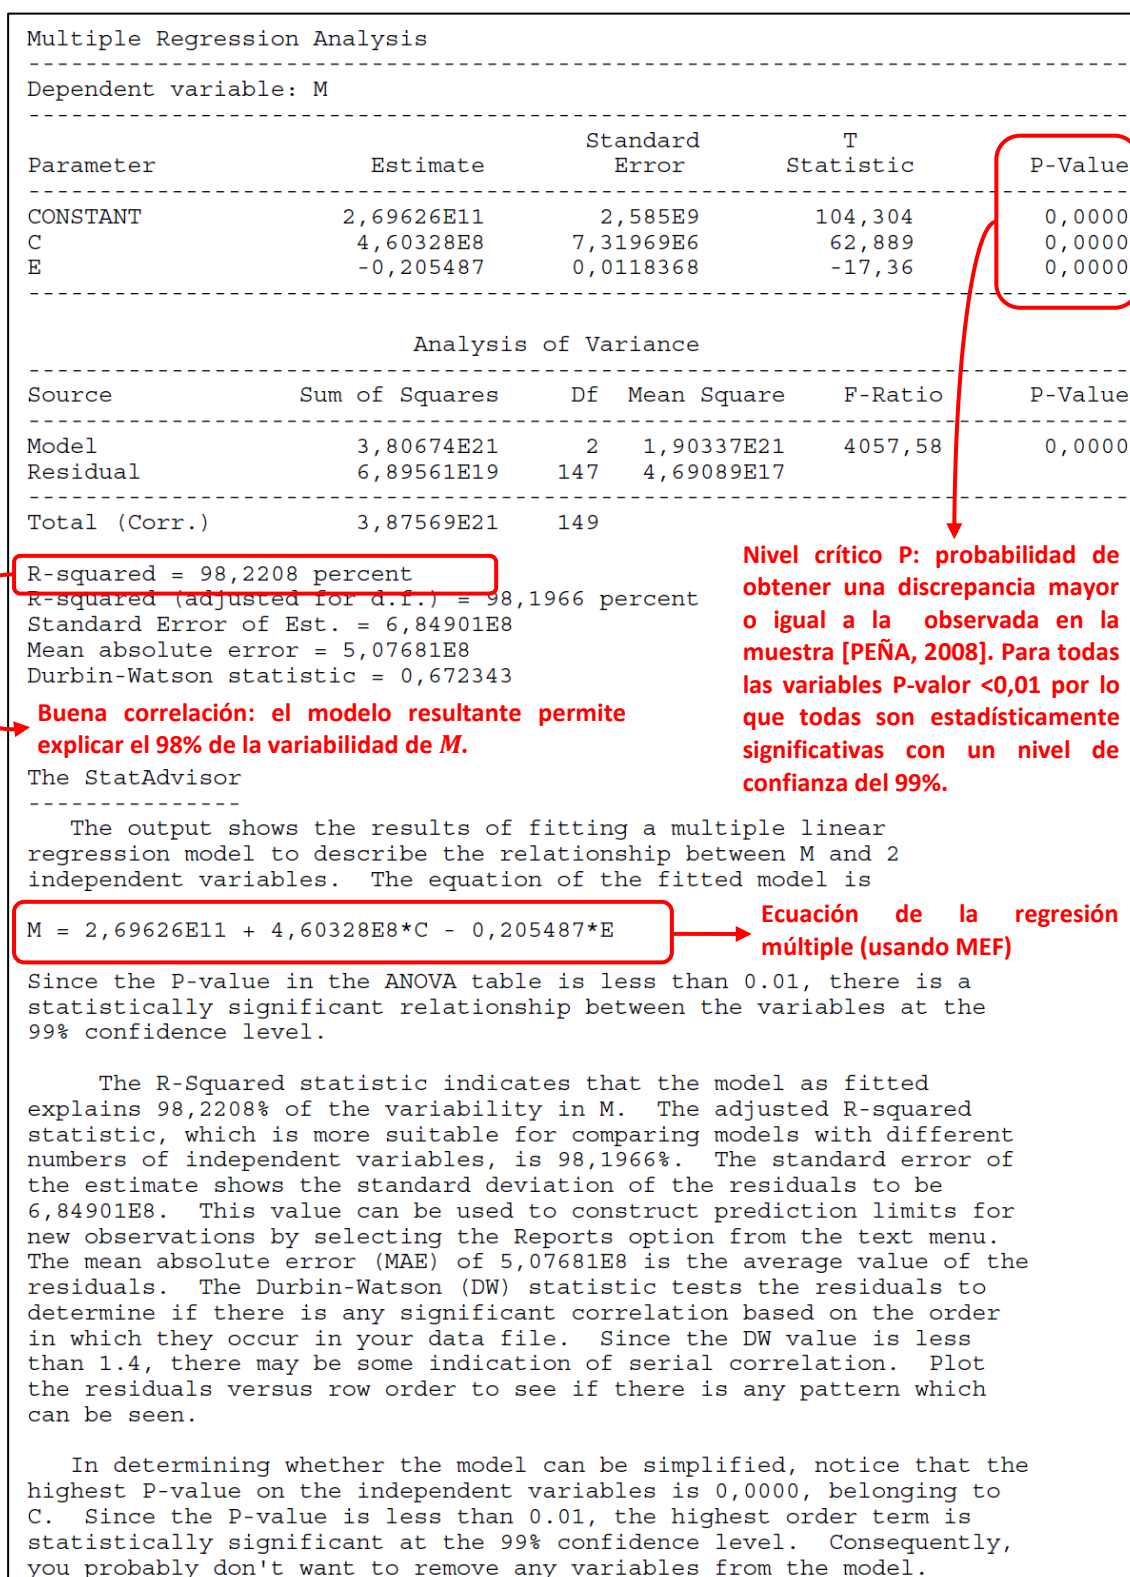 Multiple Regression Analysis
-----------------------------------------------------------------------------
Dependent variable: M
-----------------------------------------------------------------------------
Standard T
Parameter Estimate Error Statistic P-Value
-----------------------------------------------------------------------------
CONSTANT 2,69626E11 2,585E9 104,304 0,0000
C 4,60328E8 7,31969E6 62,889 0,0000
E -0,205487 0,0118368 -17,36 0,0000
-----------------------------------------------------------------------------
Analysis of Variance
-----------------------------------------------------------------------------
Source Sum of Squares Df Mean Square F-Ratio P-Value
-----------------------------------------------------------------------------
Model 3,80674E21 2 1,90337E21 4057,58 0,0000
Residual 6,89561E19 147 4,69089E17
-----------------------------------------------------------------------------
Total (Corr.) 3,87569E21 149
R-squared = 98,2208 percent
R-squared (adjusted for d.f.) = 98,1966 percent
Standard Error of Est. = 6,84901E8
Mean absolute error = 5,07681E8
Durbin-Watson statistic = 0,672343
Nivel crítico P: probabilidad de
obtener una discrepancia mayor
o igual a la observada en la
muestra [PEÑA, 2008]. Para todas
las variables P-valor <0,01 por lo
que todas son estadísticamente
significativas con un nivel de
confianza del 99%.
Buena correlación: el modelo resultante permite
explicar el 98% de la variabilidad de M.
The StatAdvisor
---------------
The output shows the results of fitting a multiple linear
regression model to describe the relationship between M and 2
independent variables. The equation of the fitted model is
M = 2,69626E11 + 4,60328E8*C - 0,205487*E
Ecuación de la regresión
múltiple (usando MEF)
Since the P-value in the ANOVA table is less than 0.01, there is a
statistically significant relationship between the variables at the
99% confidence level.
The R-Squared statistic indicates that the model as fitted
explains 98,2208% of the variability in M. The adjusted R-squared
statistic, which is more suitable for comparing models with different
numbers of independent variables, is 98,1966%. The standard error of
the estimate shows the standard deviation of the residuals to be
6,84901E8. This value can be used to construct prediction limits for
new observations by selecting the Reports option from the text menu.
The mean absolute error (MAE) of 5,07681E8 is the average value of the
residuals. The Durbin-Watson (DW) statistic tests the residuals to
determine if there is any significant correlation based on the order
in which they occur in your data file. Since the DW value is less
than 1.4, there may be some indication of serial correlation. Plot
the residuals versus row order to see if there is any pattern which
can be seen.
In determining whether the model can be simplified, notice that the
highest P-value on the independent variables is 0,0000, belonging to
C. Since the P-value is less than 0.01, the highest order term is
statistically significant at the 99% confidence level. Consequently,
you probably don't want to remove any variables from the model.